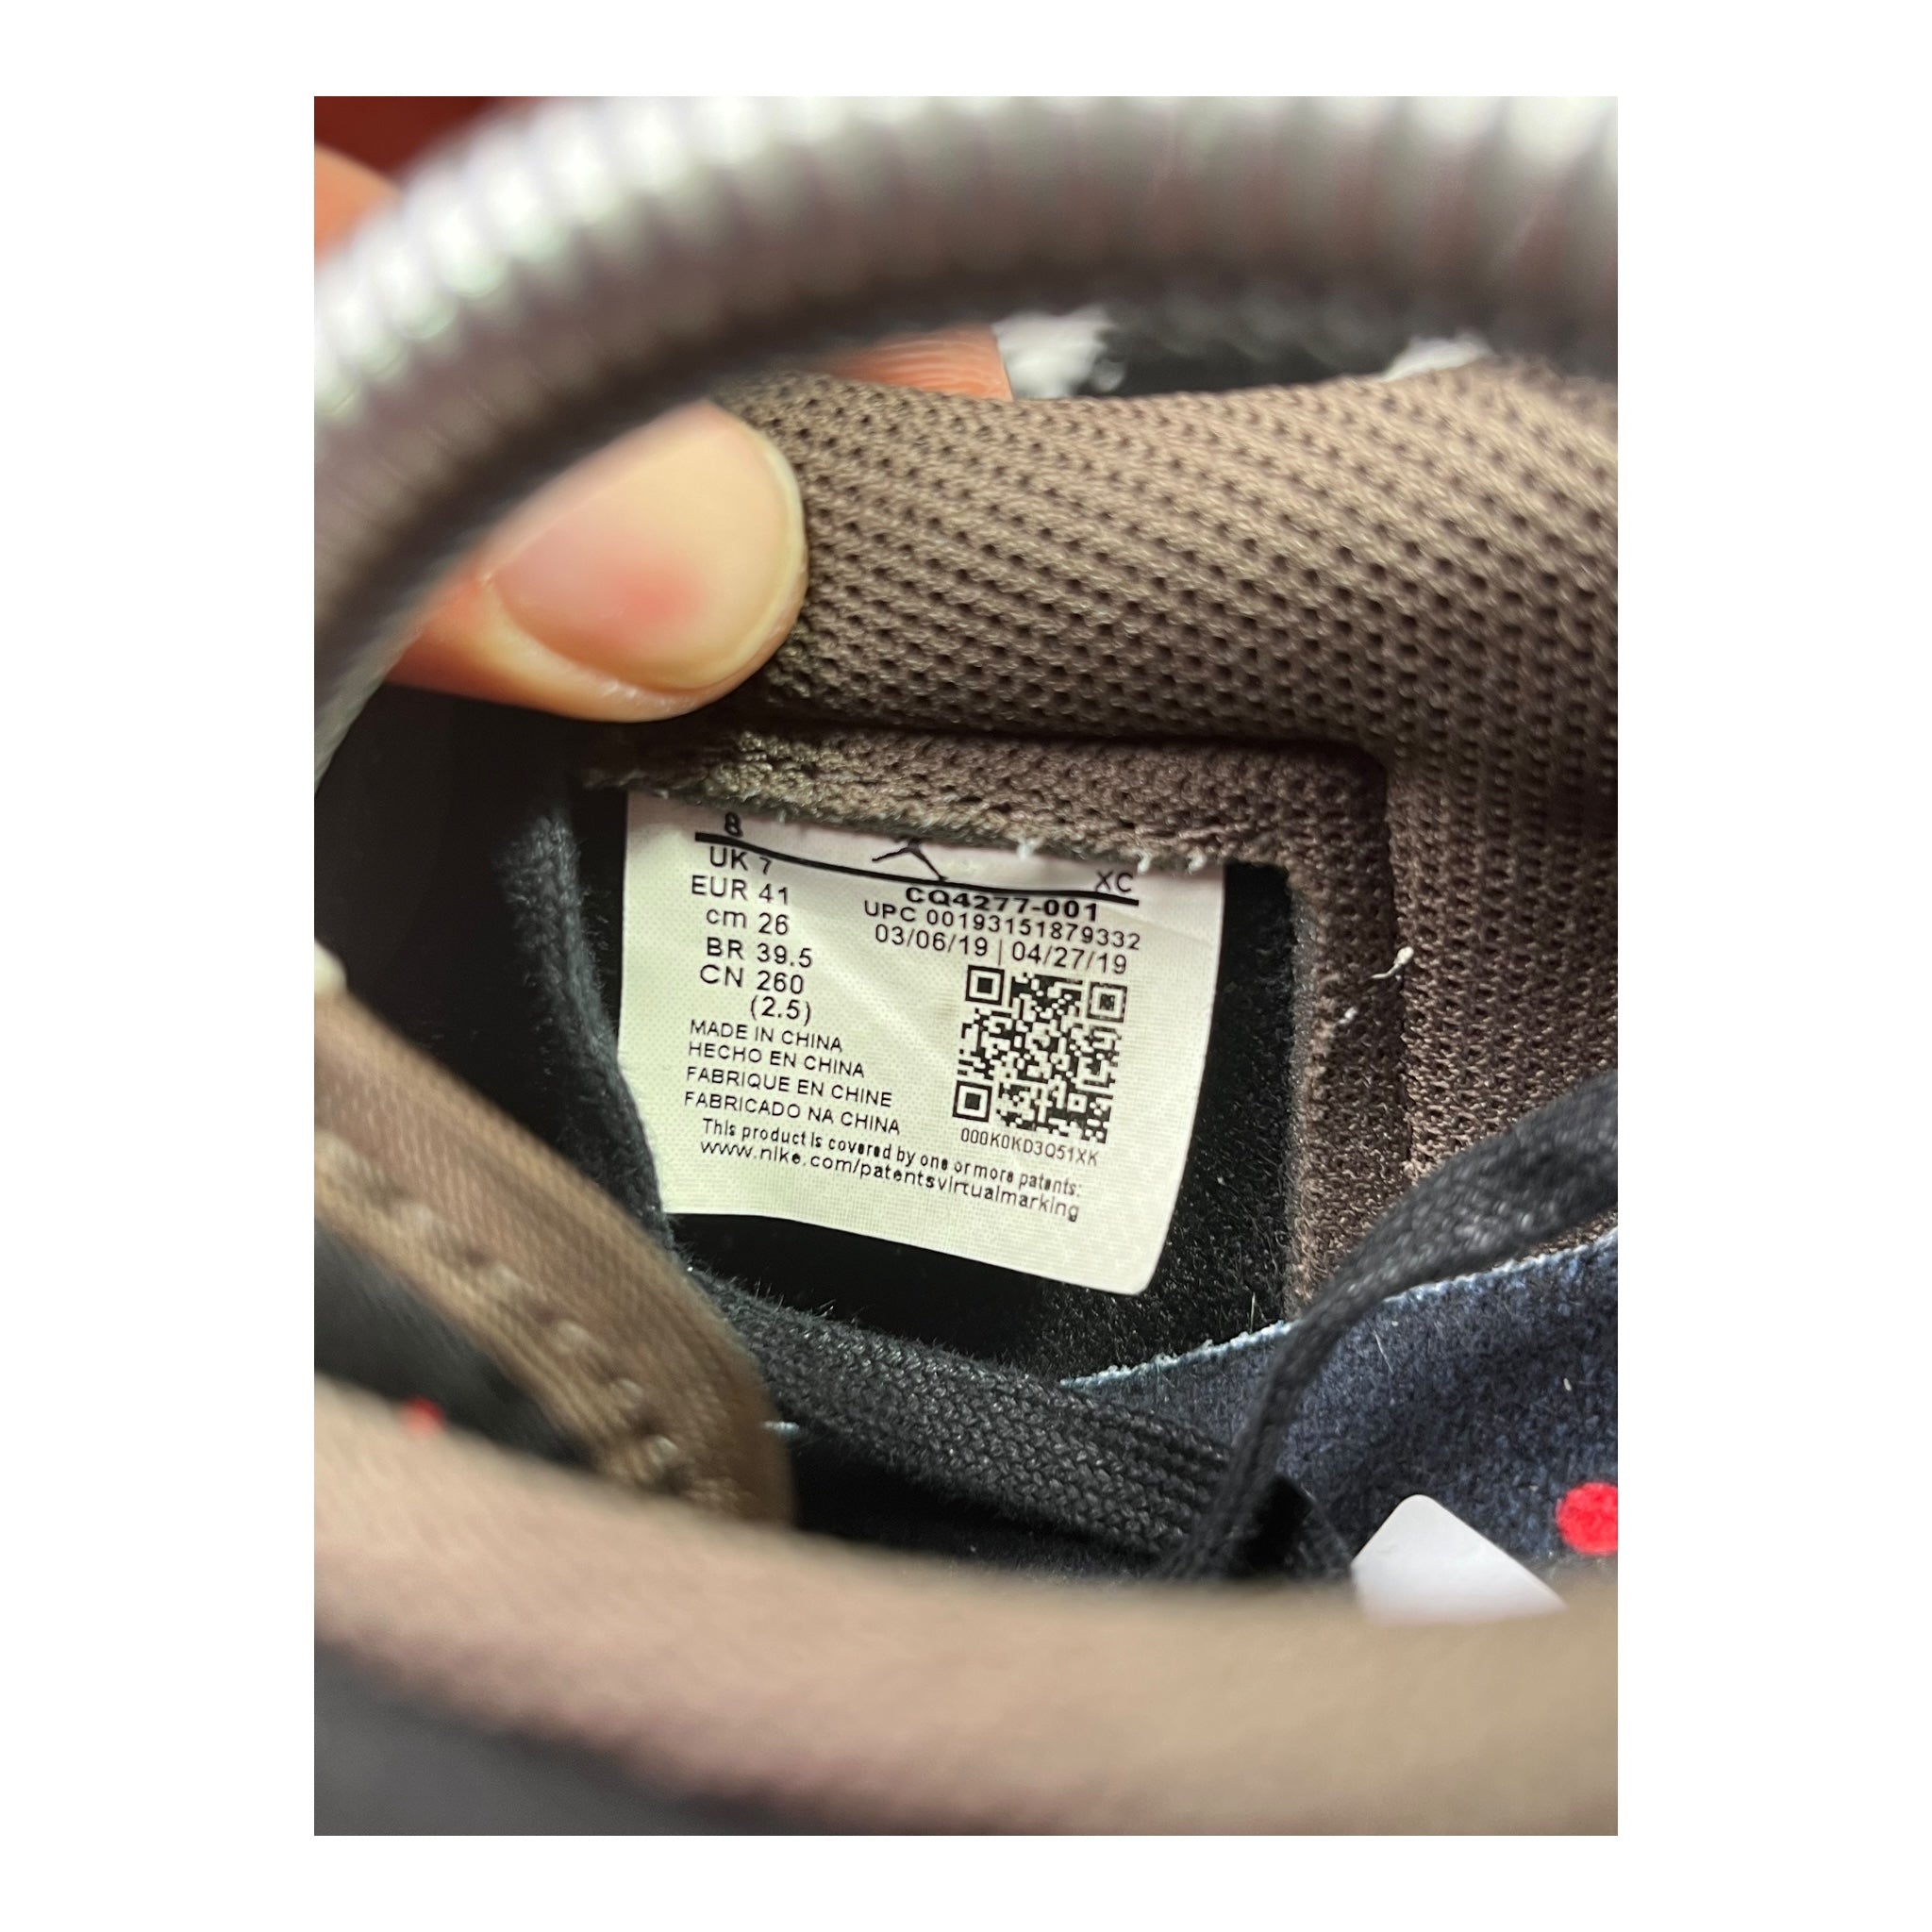 8
UK 7
EUR 41
cm 26
BR 39.5
CN 260
(2.5)
XC
CQ4277-001
UPC 00193151879332
03/06/19 | 04/27/19
000K0KD3Q51XK
MADE IN CHINA
HECHO EN CHINA
FABRIQUE EN CHINE
FABRICADO NA CHINA
This product is covered by one or more patents:
www.nike.com/patentsvirtualmarking